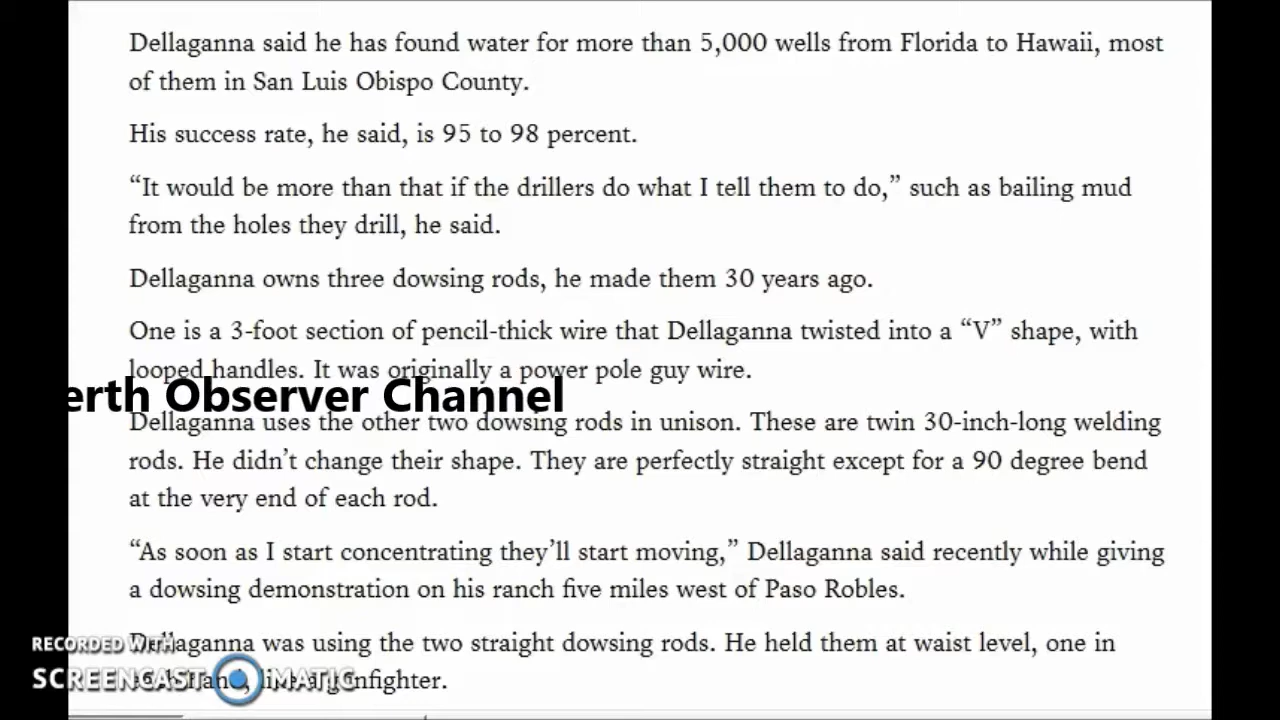 Dellaganna said he has found water for more than 5,000 wells from Florida to Hawaii, most
of them in San Luis Obispo County.
His success rate, he said, is 95 to 98 percent.
“It would be more than that if the drillers do what I tell them to do,” such as bailing mud
from the holes they drill, he said.
Dellaganna owns three dowsing rods, he made them 30 years ago.
One is a 3-foot section of pencil-thick wire that Dellaganna twisted into a “V” shape, with
looped handles. It was originally a power pole guy wire.
erth Observer Channel
Dellaganna uses the other two dowsing rods in unison. These are twin 30-inch-long welding
rods. He didn’t change their shape. They are perfectly straight except for a 90 degree bend
at the very end of each rod.
“As soon as I start concentrating they’ll start moving,” Dellaganna said recently while giving
a dowsing demonstration on his ranch five miles west of Paso Robles.
Dellaganna was using the two straight dowsing rods. He held them at waist level, one in
RECORDED WITH
each hand, like a gunfighter.
SCREENCAST MATIC